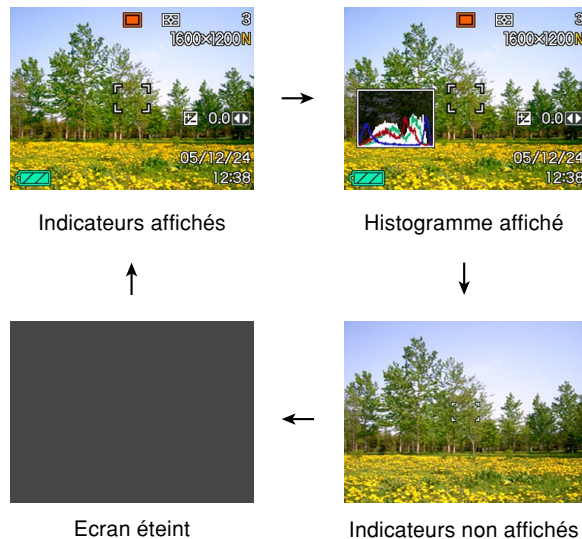 3
1600×1200N
0.0
05/12/24
12:38
Indicateurs affichés
3
1600×1200N
0.0
05/12/24
12:38
Histogramme affiché
Ecran éteint
Indicateurs non affichés